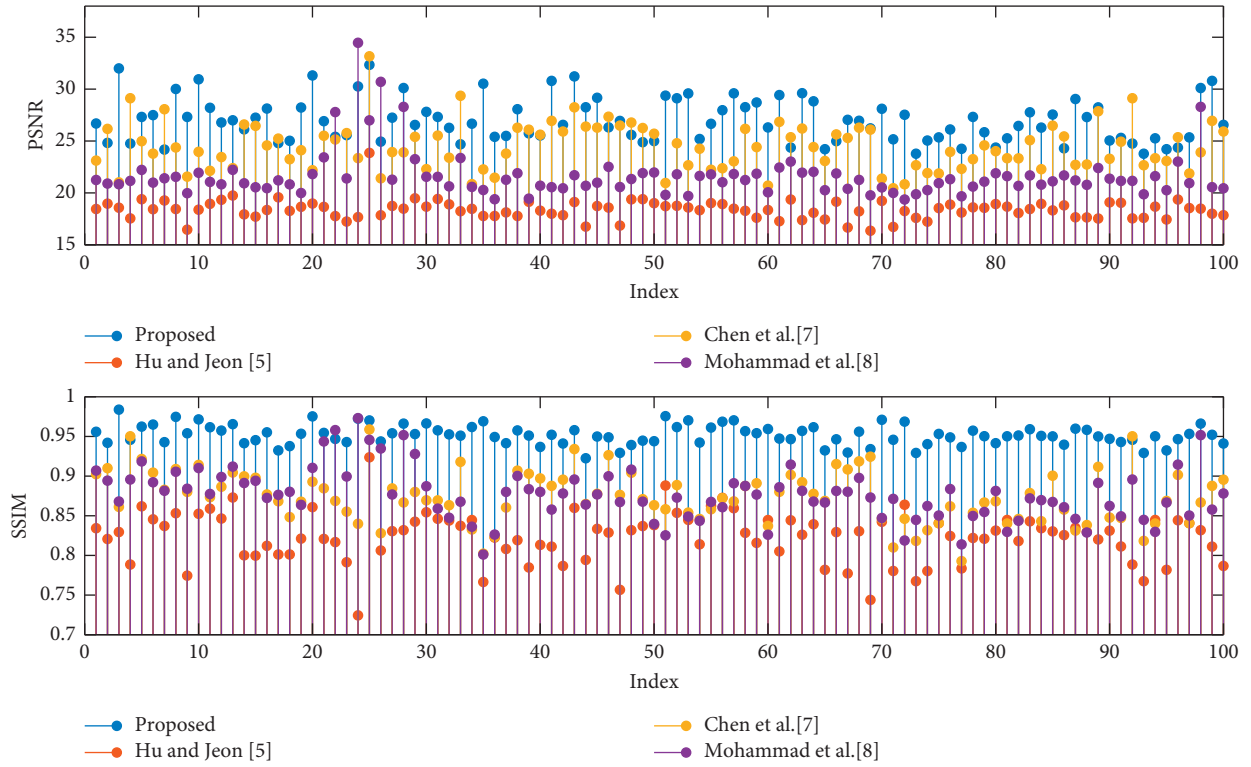 PSNR
35
30
25
20
15
0 10 20 30 40 50 60 70 80 90 100
Index
Proposed
Hu and Jeon [5]
Chen et al.[7]
Mohammad et al.[8]
SSIM
1
0.95
0.9
0.85
0.8
0.75
0.7
0 10 20 30 40 50 60 70 80 90 100
Index
Proposed
Hu and Jeon [5]
Chen et al.[7]
Mohammad et al.[8]